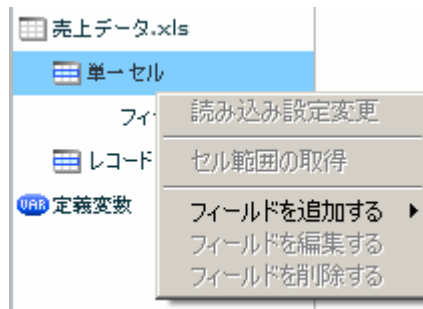 売上データ.xls
単一セル
フィ
読み込み設定変更
レコード
セル範囲の取得
VAR 定義変数
フィールドを追加する
フィールドを編集する
フィールドを削除する